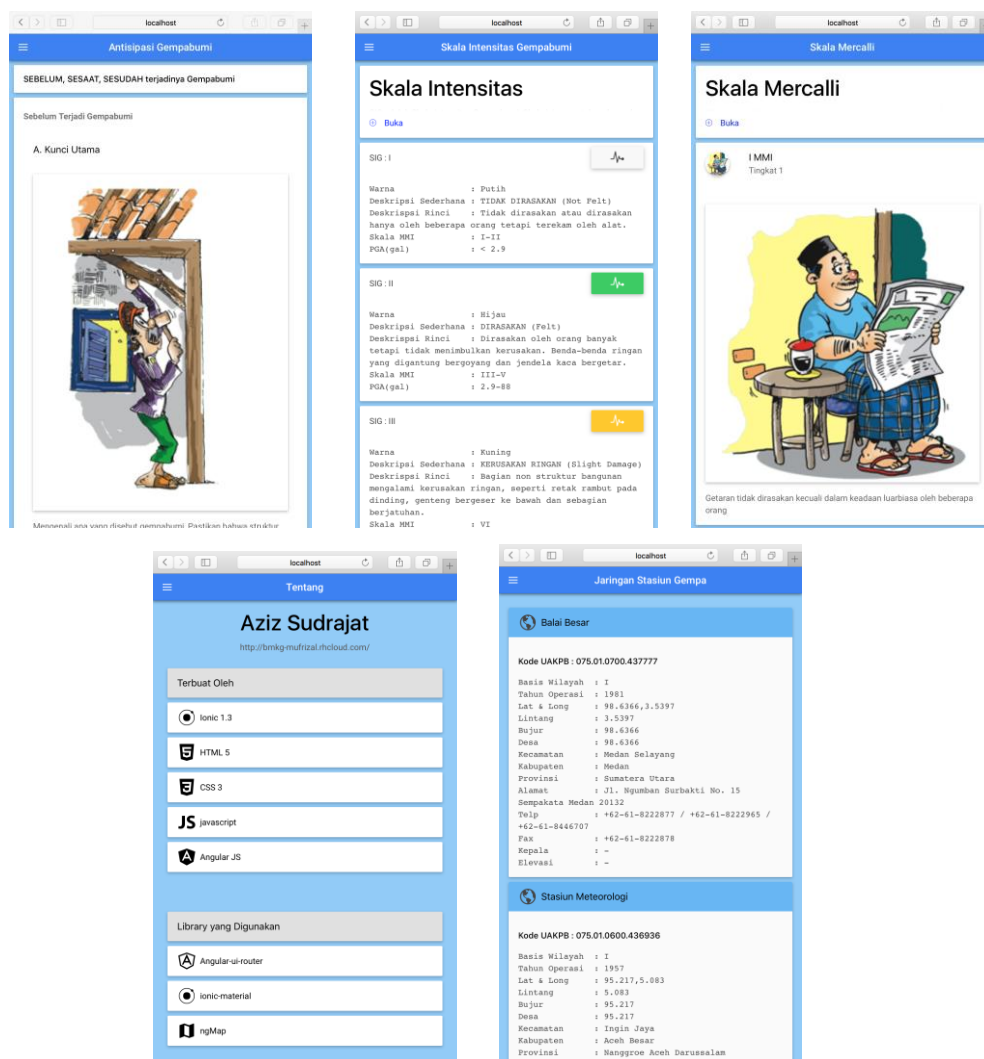 localhost
Antisipasi Gempabumi
SEBELUM, SESAAT, SESUDAH terjadinya Gempabumi
Sebelum Terjadi Gempabumi
A. Kunci Utama
Mengenali apa yang disebut gempabumi. Pastikan bahwa struktur
localhost
Skala Intensitas Gempabumi
Skala Intensitas
Buka
SIG : I
Warna : Putih
Deskripsi Sederhana : TIDAK DIRASAKAN (Not Felt)
Deskrispsi Rinci : Tidak dirasakan atau dirasakan
hanya oleh beberapa orang tetapi terekam oleh alat.
Skala MMI : I-II
PGA(gal) : < 2.9
SIG : II
Warna : Hijau
Deskripsi Sederhana : DIRASAKAN (Felt)
Deskrispsi Rinci : Dirasakan oleh orang banyak
tetapi tidak menimbulkan kerusakan. Benda-benda ringan
yang digantung bergoyang dan jendela kaca bergetar.
Skala MMI : III-V
PGA(gal) : 2.9-88
SIG : III
Warna : Kuning
Deskripsi Sederhana : KERUSAKAN RINGAN (Slight Damage)
Deskripsi Rinci : Bagian non struktur bangunan
mengalami kerusakan ringan, seperti retak rambut pada
dinding, genteng bergeser ke bawah dan sebagian
berjatuhan.
Skala MMI : VI
localhost
Skala Mercalli
Skala Mercalli
Buka
I MMI
Tingkat 1
Getaran tidak dirasakan kecuali dalam keadaan luarbiasa oleh beberapa
orang
localhost
Tentang
Aziz Sudrajat
http://bmkg-mufrizal.rhcloud.com/
Terbuat Oleh
Ionic 1.3
HTML 5
CSS 3
JS javascript
Angular JS
Library yang Digunakan
Angular-ui-router
ionic-material
ngMap
localhost
Jaringan Stasiun Gempa
Balai Besar
Kode UAKPB : 075.01.0700.437777
Basis Wilayah : I
Tahun Operasi : 1981
Lat & Long : 98.6366,3.5397
Lintang : 3.5397
Bujur : 98.6366
Desa : 98.6366
Kecamatan : Medan Selayang
Kabupaten : Medan
Provinsi : Sumatera Utara
Alamat : Jl. Ngumban Surbakti No. 15
Sempakata Medan 20132
Telp : +62-61-8222877 / +62-61-8222965 /
+62-61-8446707
Fax : +62-61-8222878
Kepala : -
Elevasi : -
Stasiun Meteorologi
Kode UAKPB : 075.01.0600.436936
Basis Wilayah : I
Tahun Operasi : 1957
Lat & Long : 95.217,5.083
Lintang : 5.083
Bujur : 95.217
Desa : 95.217
Kecamatan : Ingin Jaya
Kabupaten : Aceh Besar
Provinsi : Nanggroe Aceh Darussalam